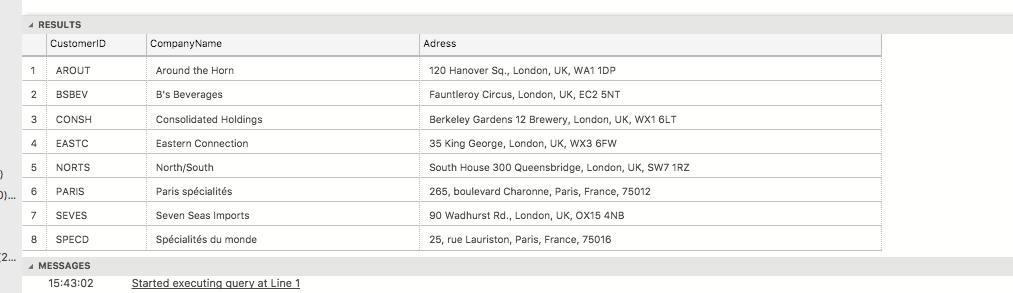 RESULTS
CustomerID CompanyName Adress
1 AROUT Around the Horn 120 Hanover Sq., London, UK, WA1 1DP
2 BSBEV B's Beverages Fauntleroy Circus, London, UK, EC2 5NT
3 CONSH Consolidated Holdings Berkeley Gardens 12 Brewery, London, UK, WX1 6LT
4 EASTC Eastern Connection 35 King George, London, UK, WX3 6FW
5 NORTS North/South South House 300 Queensbridge, London, UK, SW7 1RZ
)
6 PARIS Paris spécialités 265, boulevard Charonne, Paris, France, 75012
0)...
7 SEVES Seven Seas Imports 90 Wadhurst Rd., London, UK, OX15 4NB
8 SPECD Spécialités du monde 25, rue Lauriston, Paris, France, 75016
(2...
MESSAGES
15:43:02 Started executing query at Line 1